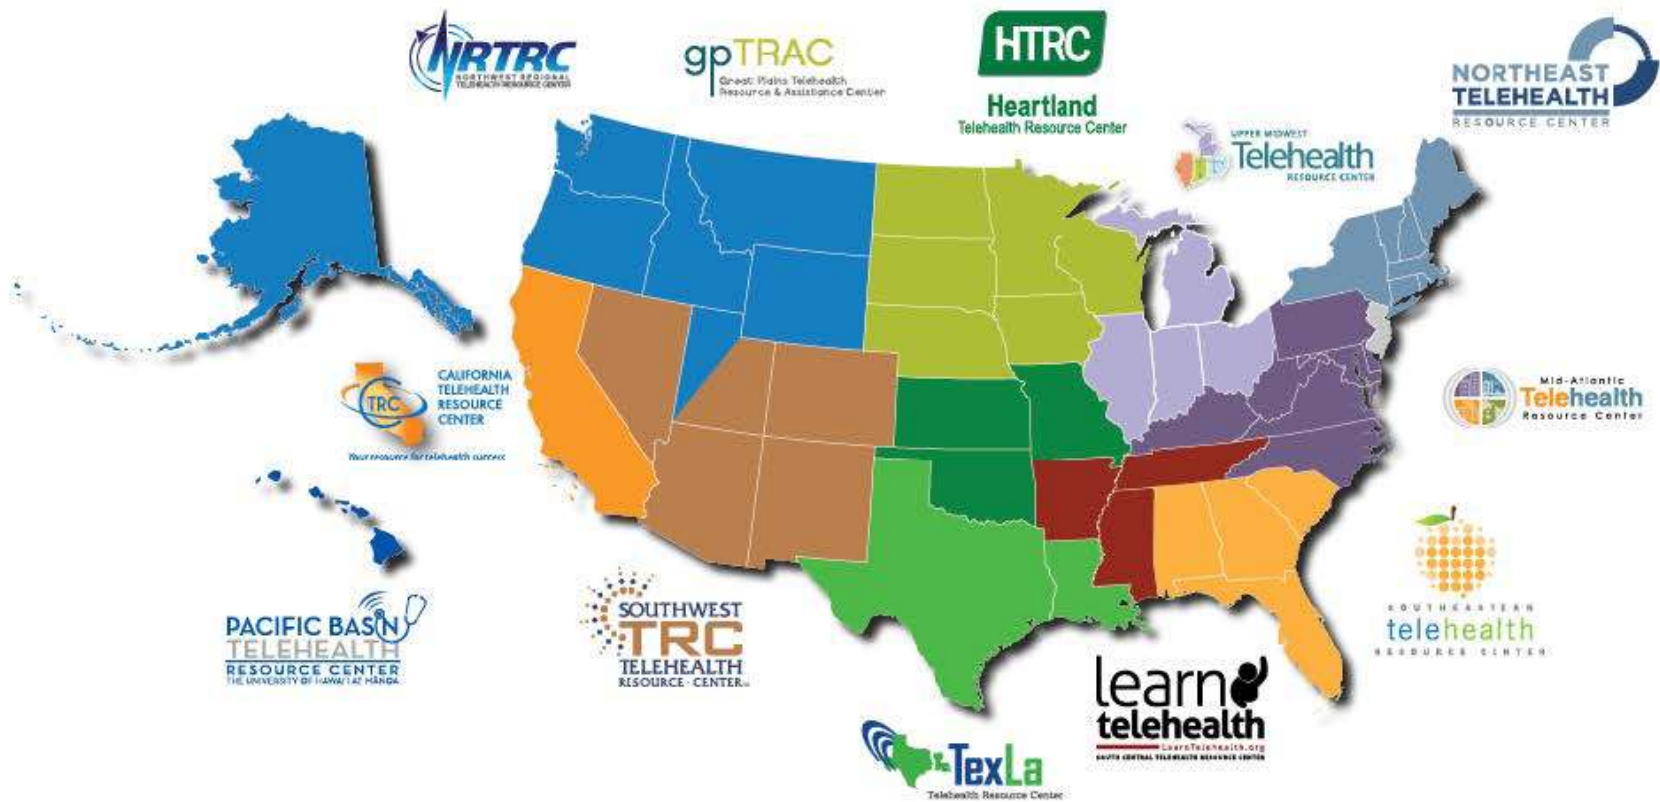 NRTRC
NORTHWEST REGIONAL
TELEHEALTH RESOURCE CENTER
gpTRAC
Great Plains Telehealth
Resource & Assistance Center
HTRC
Heartland
Telehealth Resource Center
UPPER MIDWEST
Telehealth
RESOURCE CENTER
NORTHEAST
TELEHEALTH
RESOURCE CENTER
TRC
CALIFORNIA
TELEHEALTH
RESOURCE
CENTER
Your resource for telehealth success
Mid-Atlantic
Telehealth
Resource Center
PACIFIC BASIN
TELEHEALTH
RESOURCE CENTER
THE UNIVERSITY OF HAWAI'I AT MĀNOA
SOUTHWEST
TRC
TELEHEALTH
RESOURCE · CENTER
SOUTHEASTERN
telehealth
RESOURCE CENTER
learn
telehealth
LearnTelehealth.org
SOUTH CENTRAL TELEHEALTH RESOURCE CENTER
TexLa
Telehealth Resource Center